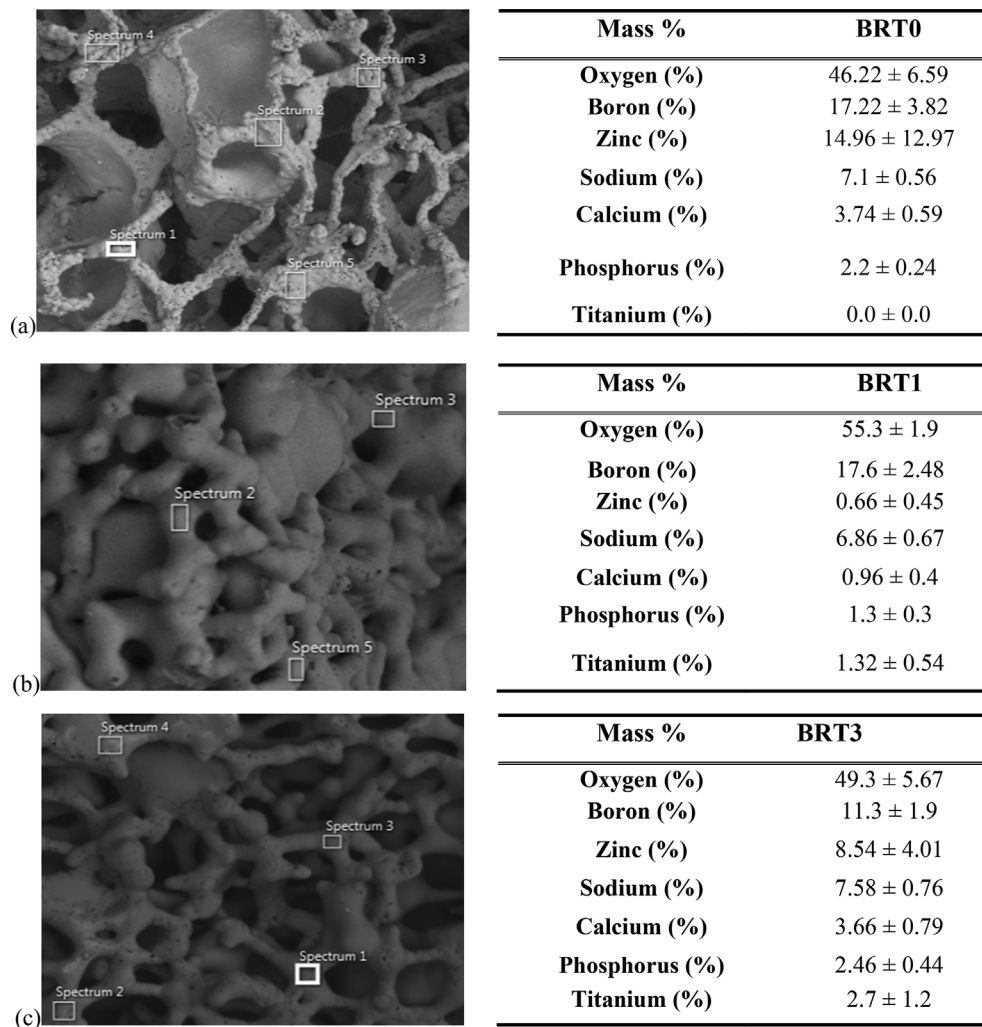 Spectrum 4
Spectrum 3
Spectrum 2
Spectrum 1
Spectrum 5
(a)
Mass % BRT0
Oxygen (%) 46.22 ± 6.59
Boron (%) 17.22 ± 3.82
Zinc (%) 14.96 ± 12.97
Sodium (%) 7.1 ± 0.56
Calcium (%) 3.74 ± 0.59
Phosphorus (%) 2.2 ± 0.24
Titanium (%) 0.0 ± 0.0
Spectrum 3
Spectrum 2
Spectrum 5
(b)
Mass % BRT1
Oxygen (%) 55.3 ± 1.9
Boron (%) 17.6 ± 2.48
Zinc (%) 0.66 ± 0.45
Sodium (%) 6.86 ± 0.67
Calcium (%) 0.96 ± 0.4
Phosphorus (%) 1.3 ± 0.3
Titanium (%) 1.32 ± 0.54
Spectrum 4
Spectrum 3
Spectrum 1
Spectrum 2
(c)
Mass % BRT3
Oxygen (%) 49.3 ± 5.67
Boron (%) 11.3 ± 1.9
Zinc (%) 8.54 ± 4.01
Sodium (%) 7.58 ± 0.76
Calcium (%) 3.66 ± 0.79
Phosphorus (%) 2.46 ± 0.44
Titanium (%) 2.7 ± 1.2